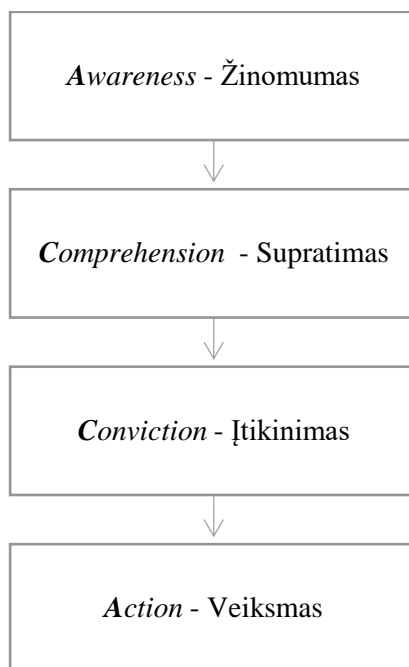 Awareness - Žinomumas
Comprehension - Supratimas
Conviction - Įtikinimas
Action - Veiksmas